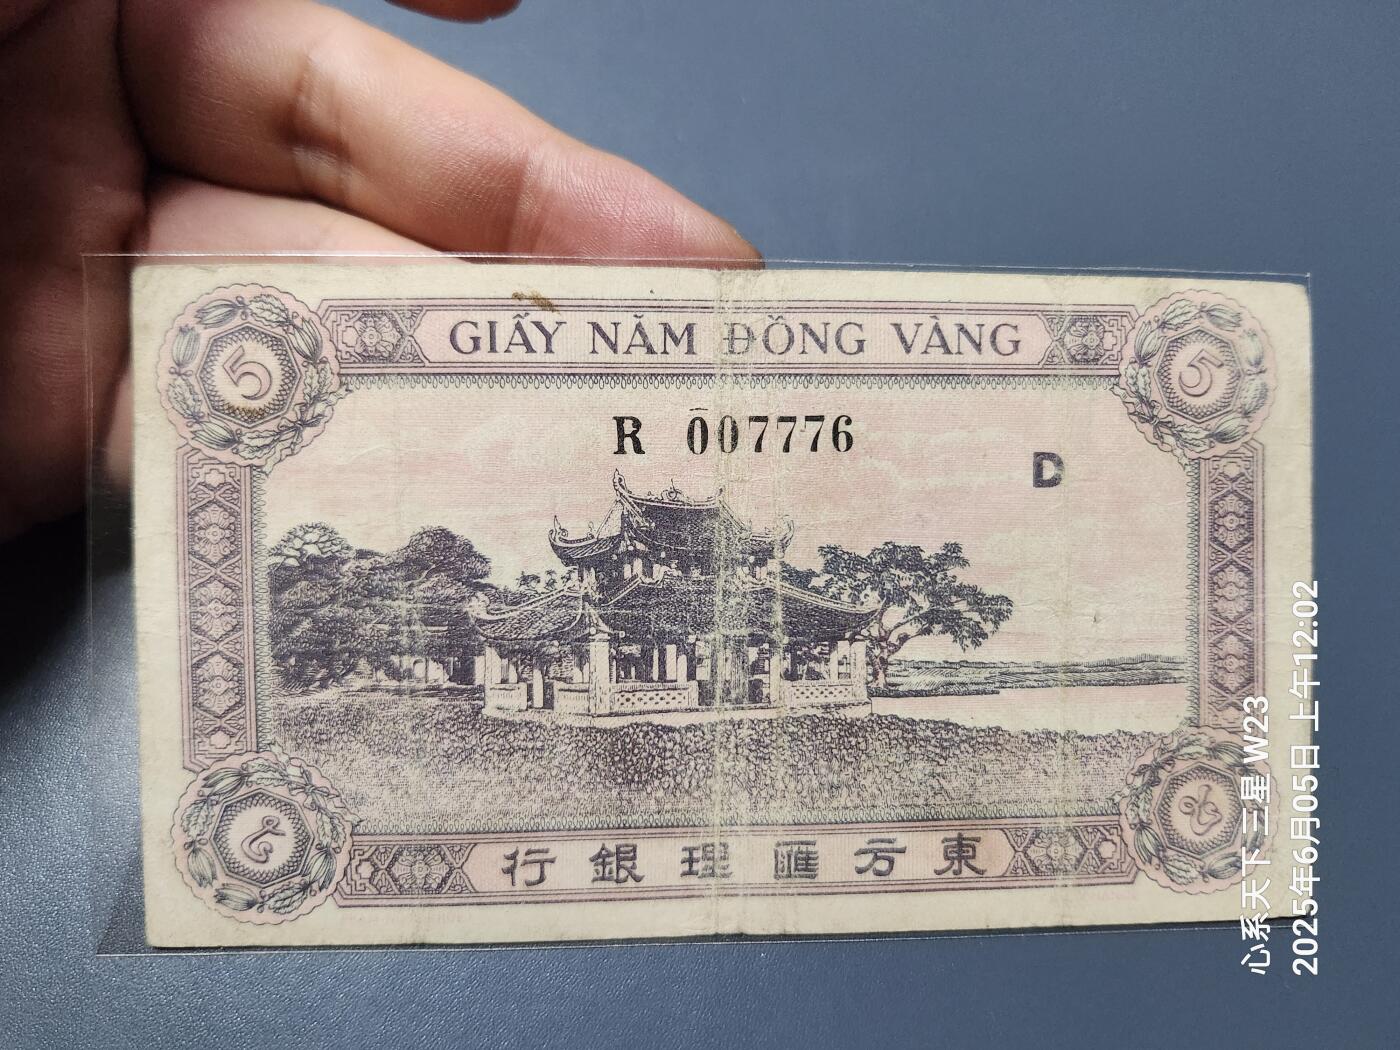 GIẤY NĂM ĐỒNG VÀNG
5
5
R 007776
D
行銀理匯方東
心系天下三星 W23
2025年6月05日 上午12:02